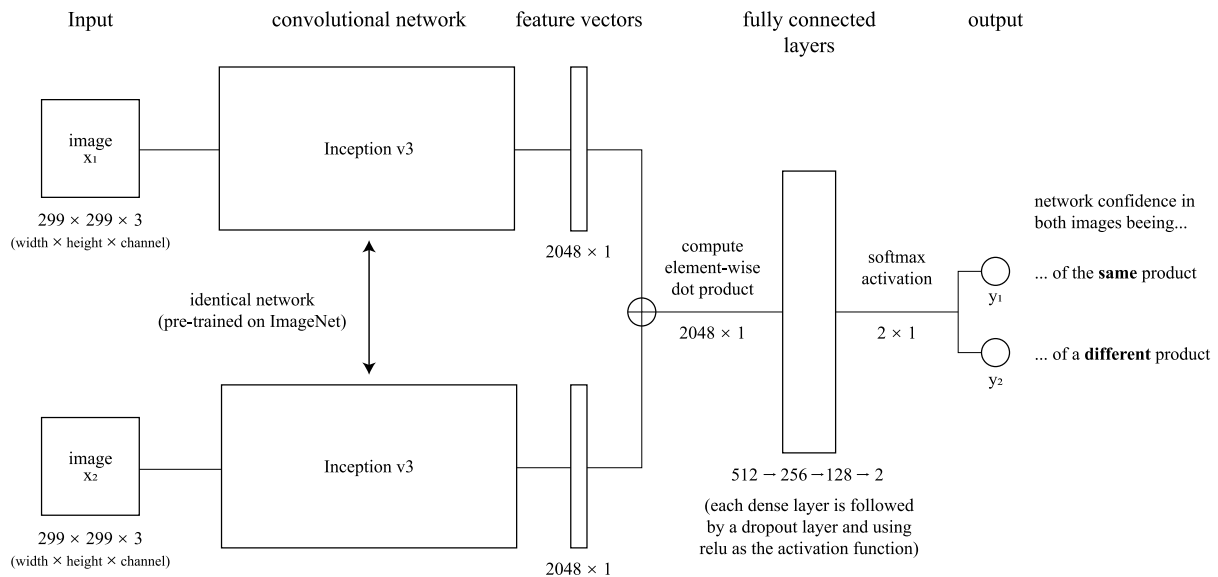 Input
convolutional network
feature vectors
fully connected
layers
output
image
x₁
299 × 299 × 3
(width × height × channel)
Inception v3
2048 × 1
identical network
(pre-trained on ImageNet)
compute
element-wise
dot product
2048 × 1
softmax
activation
2 × 1
network confidence in
both images beeing...
y₁
... of the same product
y₂
... of a different product
image
x₂
299 × 299 × 3
(width × height × channel)
Inception v3
2048 × 1
512 → 256 → 128 → 2
(each dense layer is followed
by a dropout layer and using
relu as the activation function)